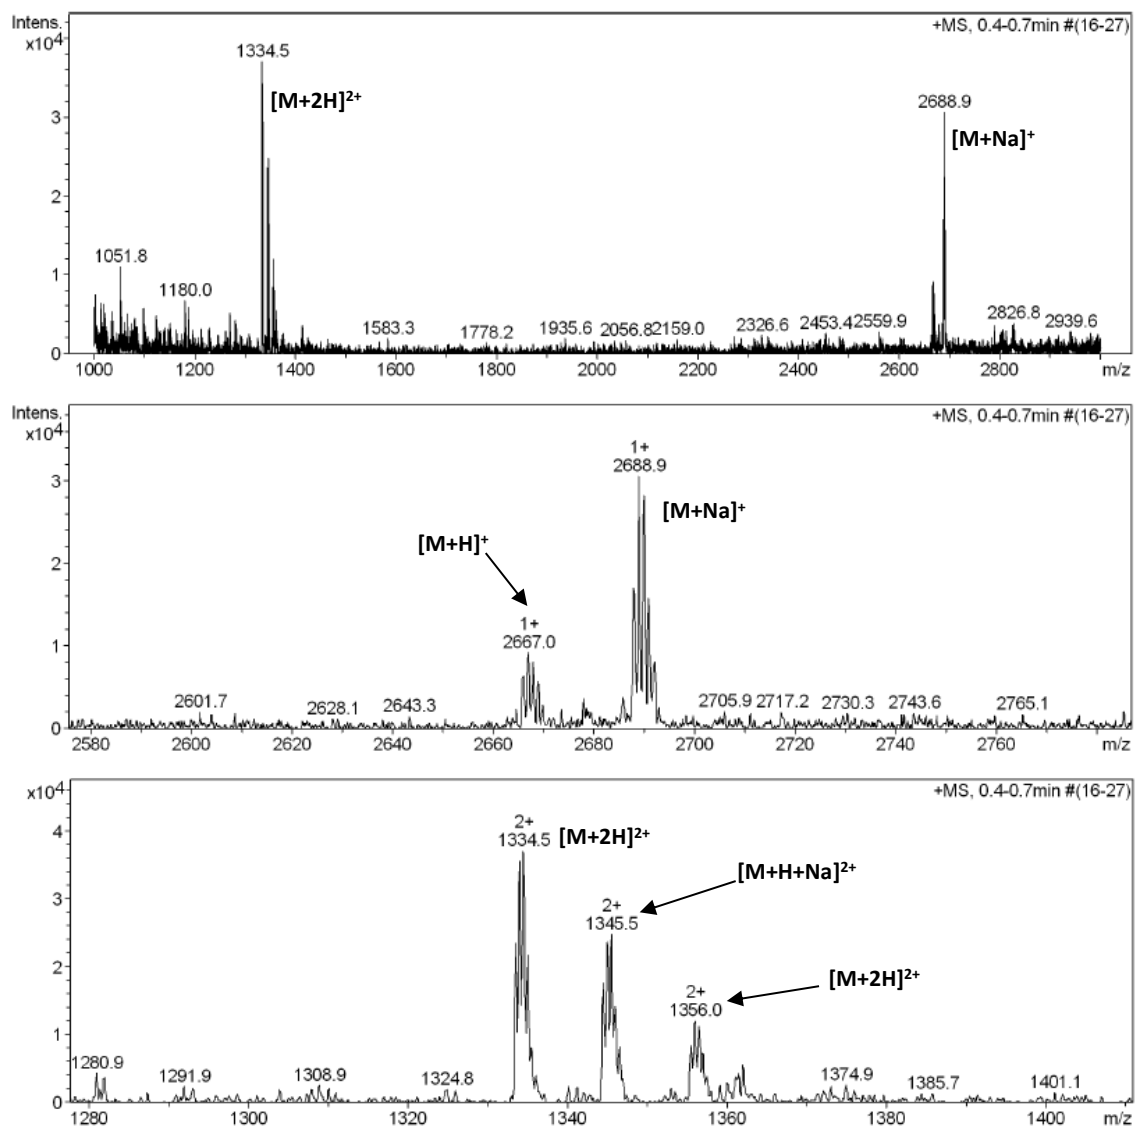 Intens.
x10⁴
+MS, 0.4-0.7min #(16-27)
1334.5
[M+2H]²⁺
2688.9
[M+Na]⁺
3
2
1
0
1051.8
1180.0
1583.3
1778.2
1935.6
2056.8
2159.0
2326.6
2453.4
2559.9
2826.8
2939.6
1000 1200 1400 1600 1800 2000 2200 2400 2600 2800 m/z
Intens.
x10⁴
+MS, 0.4-0.7min #(16-27)
1+
2688.9
[M+Na]⁺
[M+H]⁺
1+
2667.0
3
2
1
0
2601.7
2628.1
2643.3
2705.9
2717.2
2730.3
2743.6
2765.1
2580 2600 2620 2640 2660 2680 2700 2720 2740 2760 m/z
x10⁴
+MS, 0.4-0.7min #(16-27)
2+
1334.5
[M+2H]²⁺
[M+H+Na]²⁺
2+
1345.5
[M+2H]²⁺
2+
1356.0
4
3
2
1
0
1280.9
1291.9
1308.9
1324.8
1374.9
1385.7
1401.1
1280 1300 1320 1340 1360 1380 1400 m/z